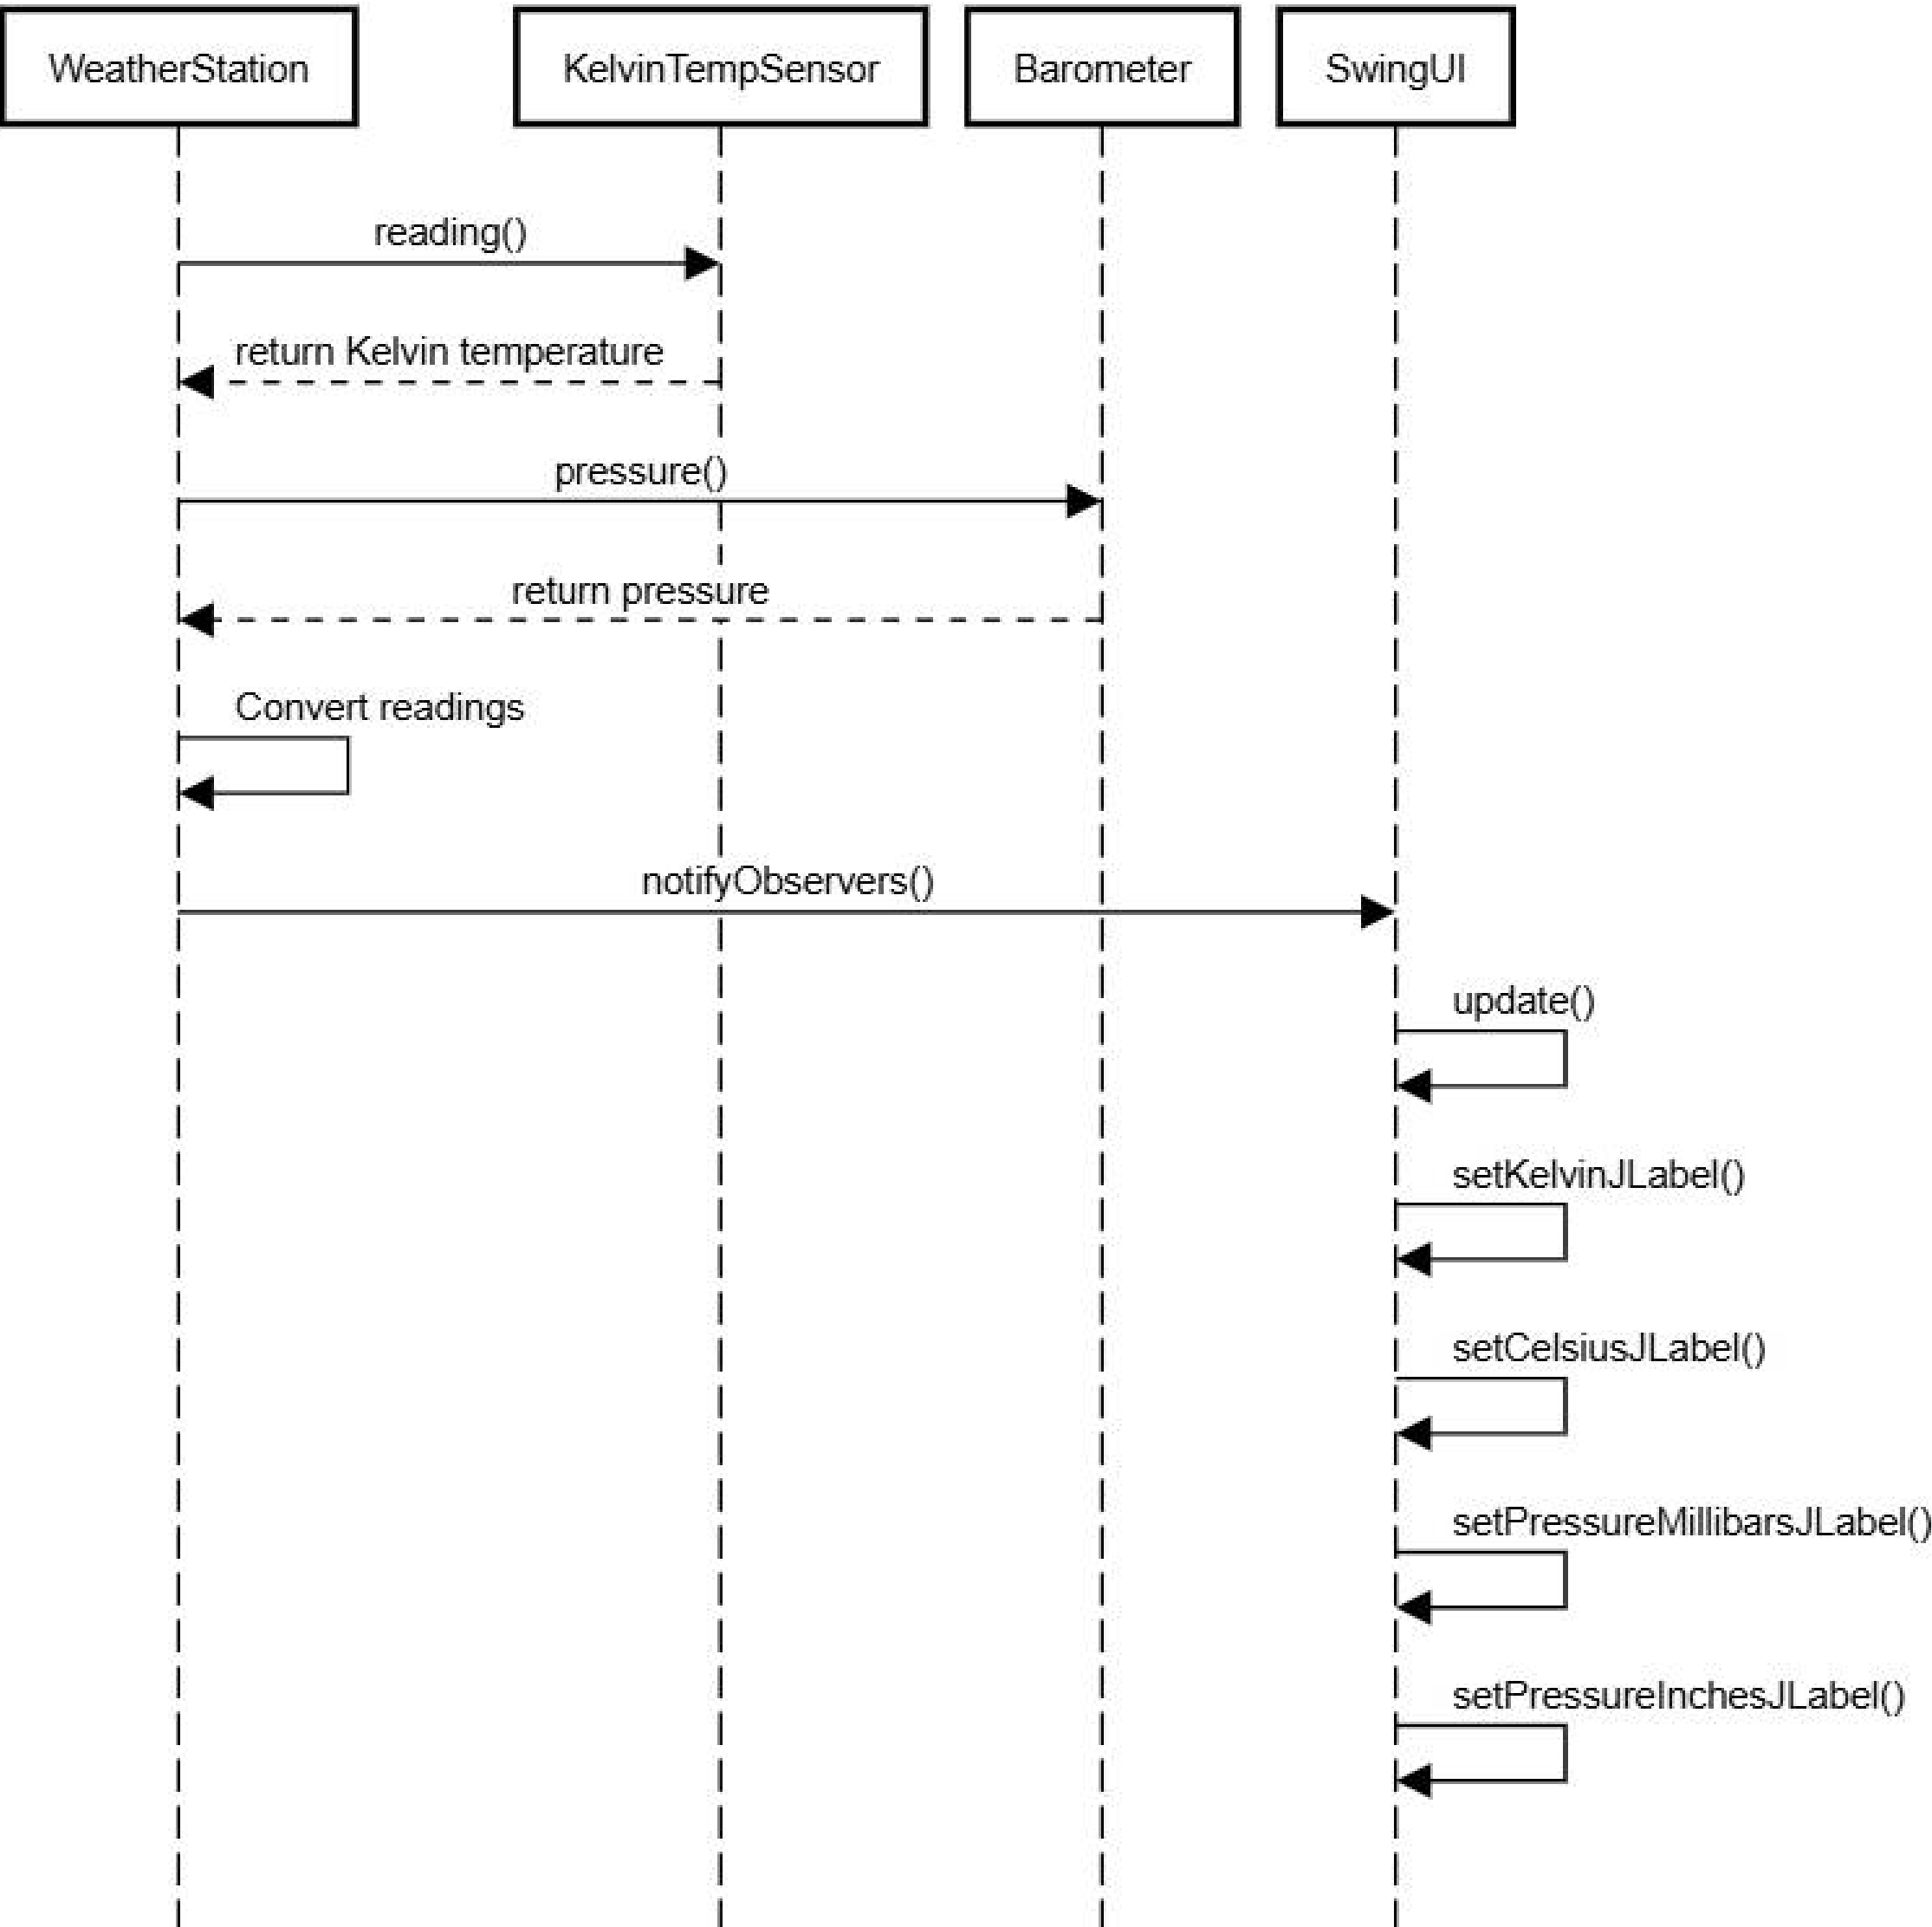 WeatherStation
KelvinTempSensor
Barometer
SwingUI
reading()
return Kelvin temperature
pressure()
return pressure
Convert readings
notifyObservers()
update()
setKelvinJLabel()
setCelsiusJLabel()
setPressureMillibarsJLabel()
setPressureInchesJLabel()